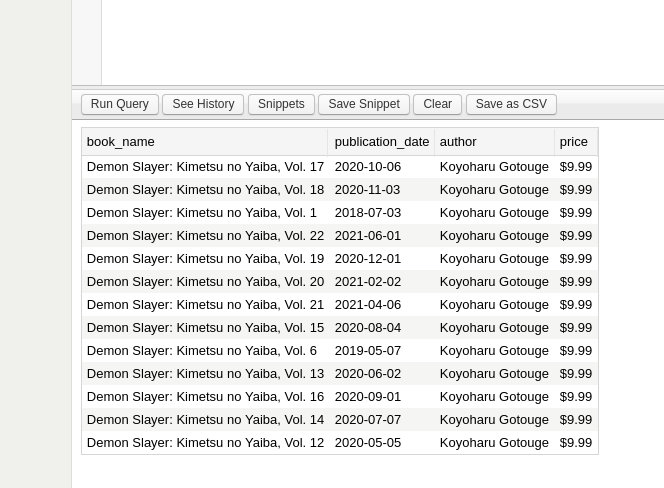 Run Query See History Snippets Save Snippet Clear Save as CSV
book_name publication_date author price
Demon Slayer: Kimetsu no Yaiba, Vol. 17 2020-10-06 Koyoharu Gotouge $9.99
Demon Slayer: Kimetsu no Yaiba, Vol. 18 2020-11-03 Koyoharu Gotouge $9.99
Demon Slayer: Kimetsu no Yaiba, Vol. 1 2018-07-03 Koyoharu Gotouge $9.99
Demon Slayer: Kimetsu no Yaiba, Vol. 22 2021-06-01 Koyoharu Gotouge $9.99
Demon Slayer: Kimetsu no Yaiba, Vol. 19 2020-12-01 Koyoharu Gotouge $9.99
Demon Slayer: Kimetsu no Yaiba, Vol. 20 2021-02-02 Koyoharu Gotouge $9.99
Demon Slayer: Kimetsu no Yaiba, Vol. 21 2021-04-06 Koyoharu Gotouge $9.99
Demon Slayer: Kimetsu no Yaiba, Vol. 15 2020-08-04 Koyoharu Gotouge $9.99
Demon Slayer: Kimetsu no Yaiba, Vol. 6 2019-05-07 Koyoharu Gotouge $9.99
Demon Slayer: Kimetsu no Yaiba, Vol. 13 2020-06-02 Koyoharu Gotouge $9.99
Demon Slayer: Kimetsu no Yaiba, Vol. 16 2020-09-01 Koyoharu Gotouge $9.99
Demon Slayer: Kimetsu no Yaiba, Vol. 14 2020-07-07 Koyoharu Gotouge $9.99
Demon Slayer: Kimetsu no Yaiba, Vol. 12 2020-05-05 Koyoharu Gotouge $9.99